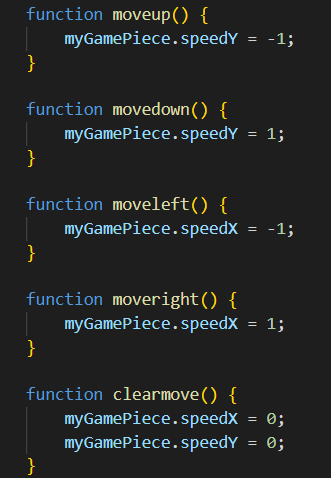 function moveup() {
    myGamePiece.speedY = -1;
}

function movedown() {
    myGamePiece.speedY = 1;
}

function moveleft() {
    myGamePiece.speedX = -1;
}

function moveright() {
    myGamePiece.speedX = 1;
}

function clearmove() {
    myGamePiece.speedX = 0;
    myGamePiece.speedY = 0;
}